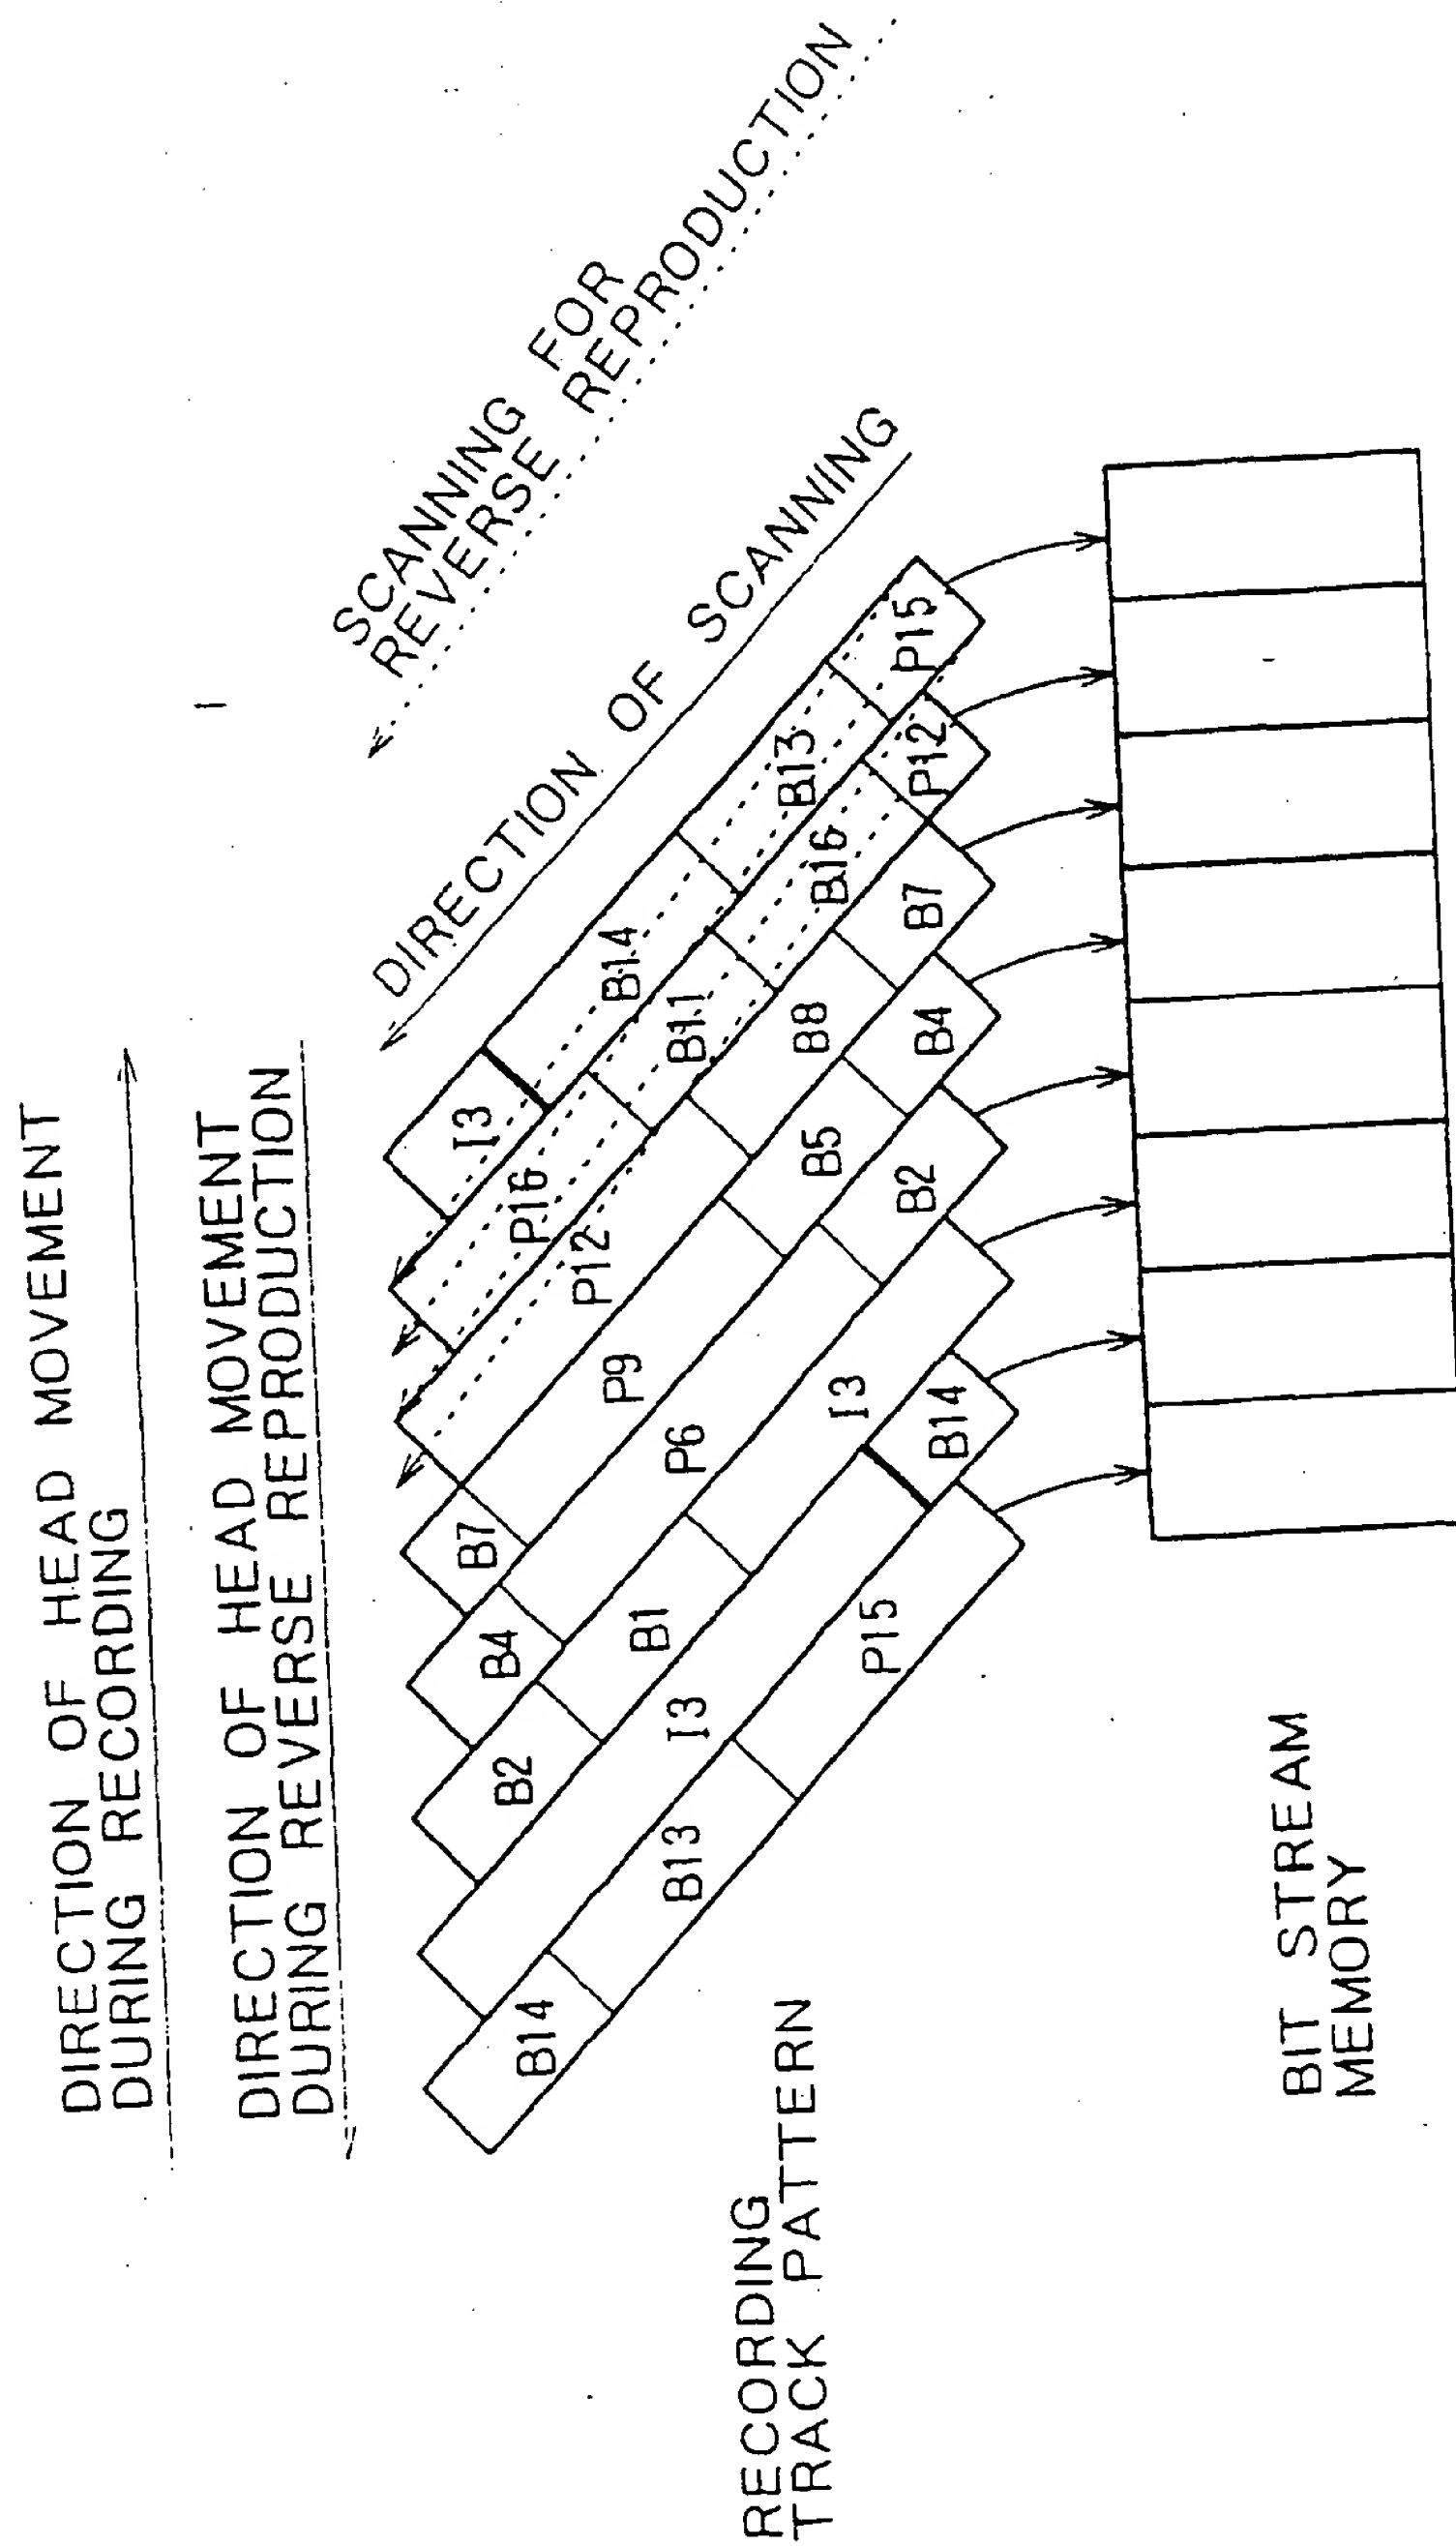 DIRECTION OF HEAD MOVEMENT
DURING RECORDING
DIRECTION OF HEAD MOVEMENT
DURING REVERSE REPRODUCTION
SCANNING FOR
REVERSE REPRODUCTION
DIRECTION OF SCANNING
RECORDING
TRACK PATTERN
B14
B13
P15
I3
B14
B2
B1
I3
B4
P6
B2
B7
P9
B5
B4
P12
B8
B7
P16
B11
B16
P12
I3
B14
B13
P15
BIT STREAM
MEMORY